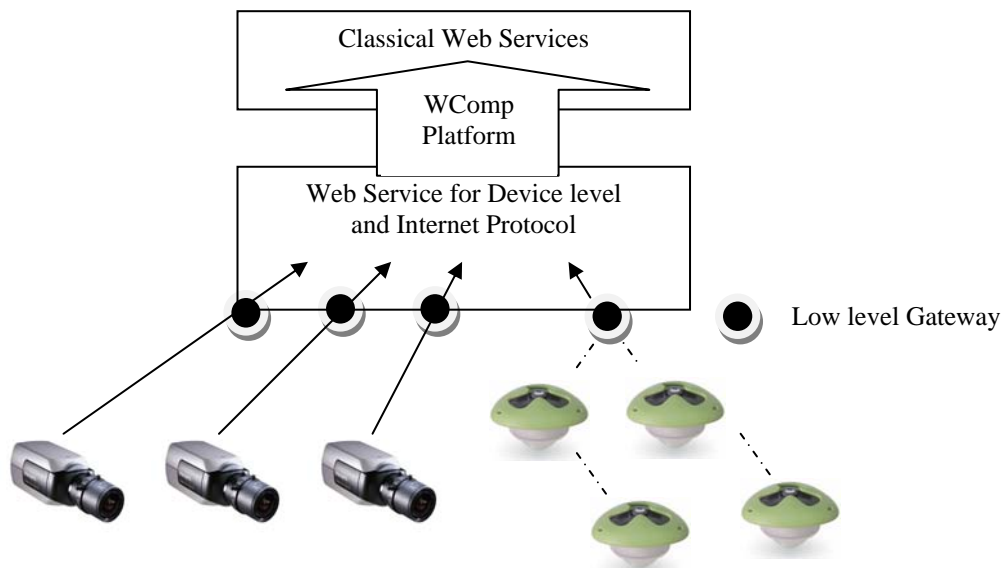 Classical Web Services
WComp
Platform
Web Service for Device level
and Internet Protocol
Low level Gateway